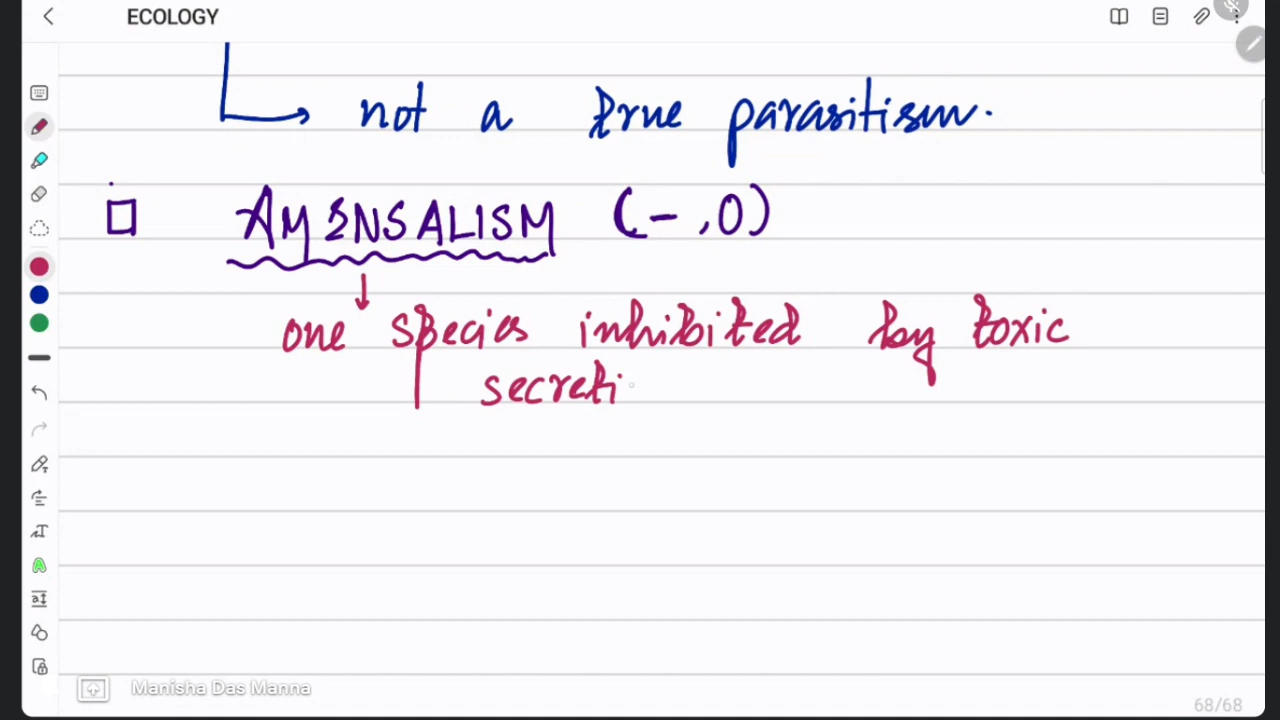 ECOLOGY
not a true parasitism.
AMENSALISM (-,0)
one species inhibited by toxic
secreti
Manisha Das Manna
68/68